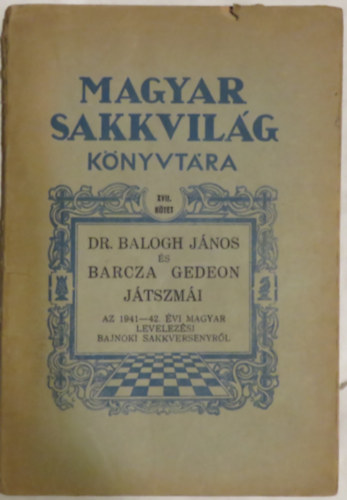 MAGYAR
SAKKVILÁG
KÖNYVTÁRA
XVII.
KÖTET
DR. BALOGH JÁNOS
ÉS
BARCZA GEDEON
JÁTSZMÁI
AZ 1941—42. ÉVI MAGYAR
LEVELEZÉSI
BAJNOKI SAKKVERSENYRŐL